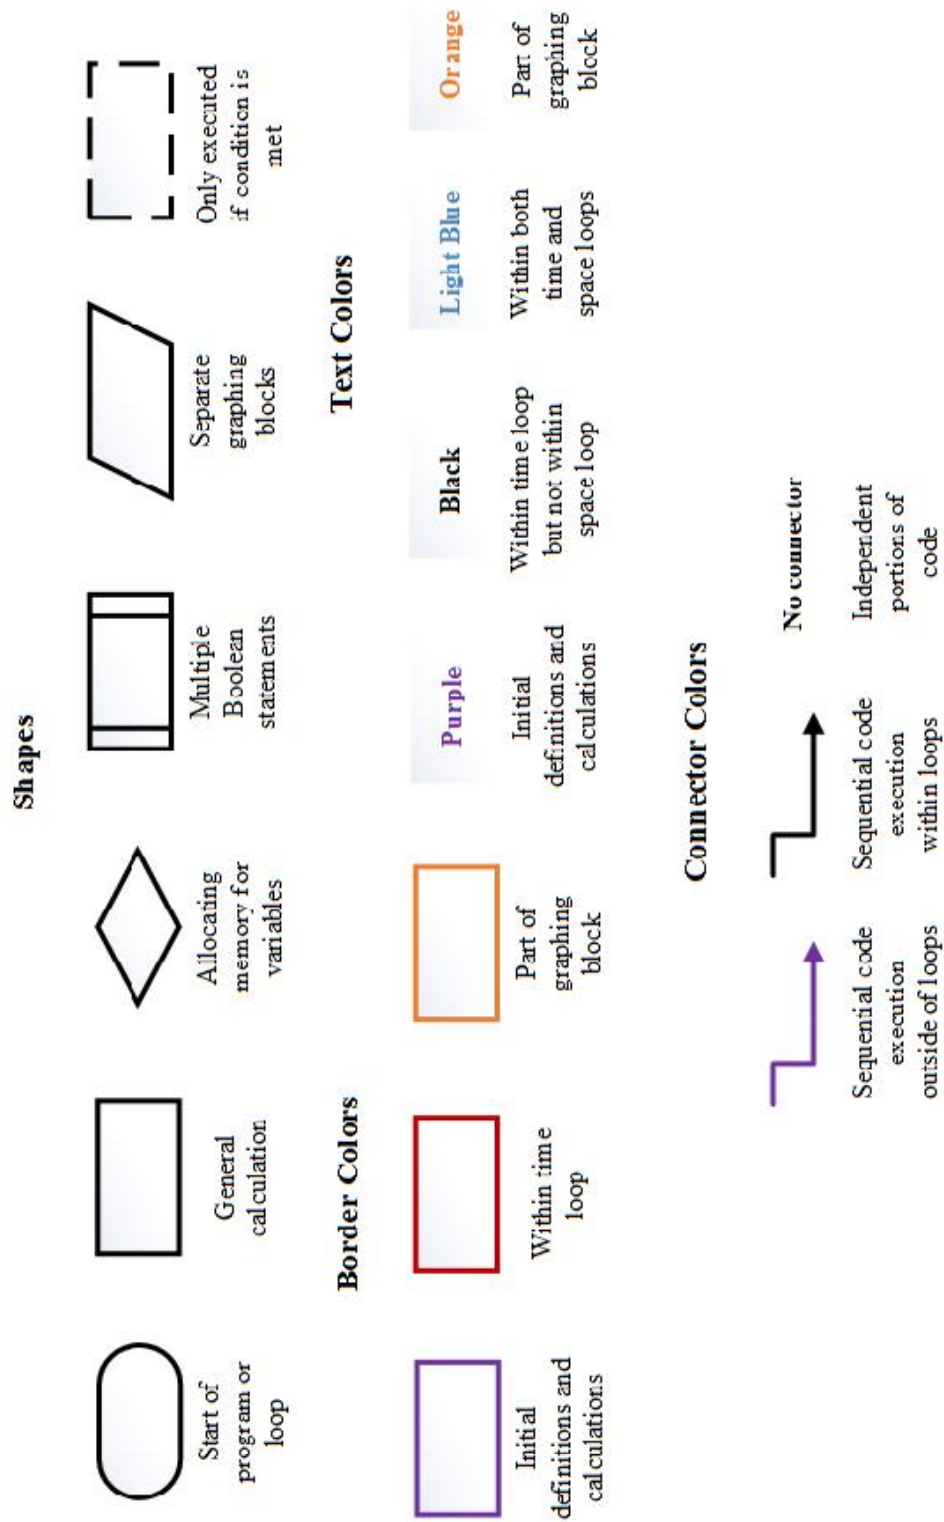 Shapes
Start of
program or
loop
General
calculation
Allocating
memory for
variables
Multiple
Boolean
statements
Separate
graphing
blocks
Only executed
if condition is
met
Border Colors
Initial
definitions and
calculations
Within time
loop
Part of
graphing
block
Text Colors
Purple
Initial
definitions and
calculations
Black
Within time loop
but not within
space loop
Light Blue
Within both
time and
space loops
Orange
Part of
graphing
block
Connector Colors
Sequential code
execution
outside of loops
Sequential code
execution
within loops
No connector
Independent
portions of
code